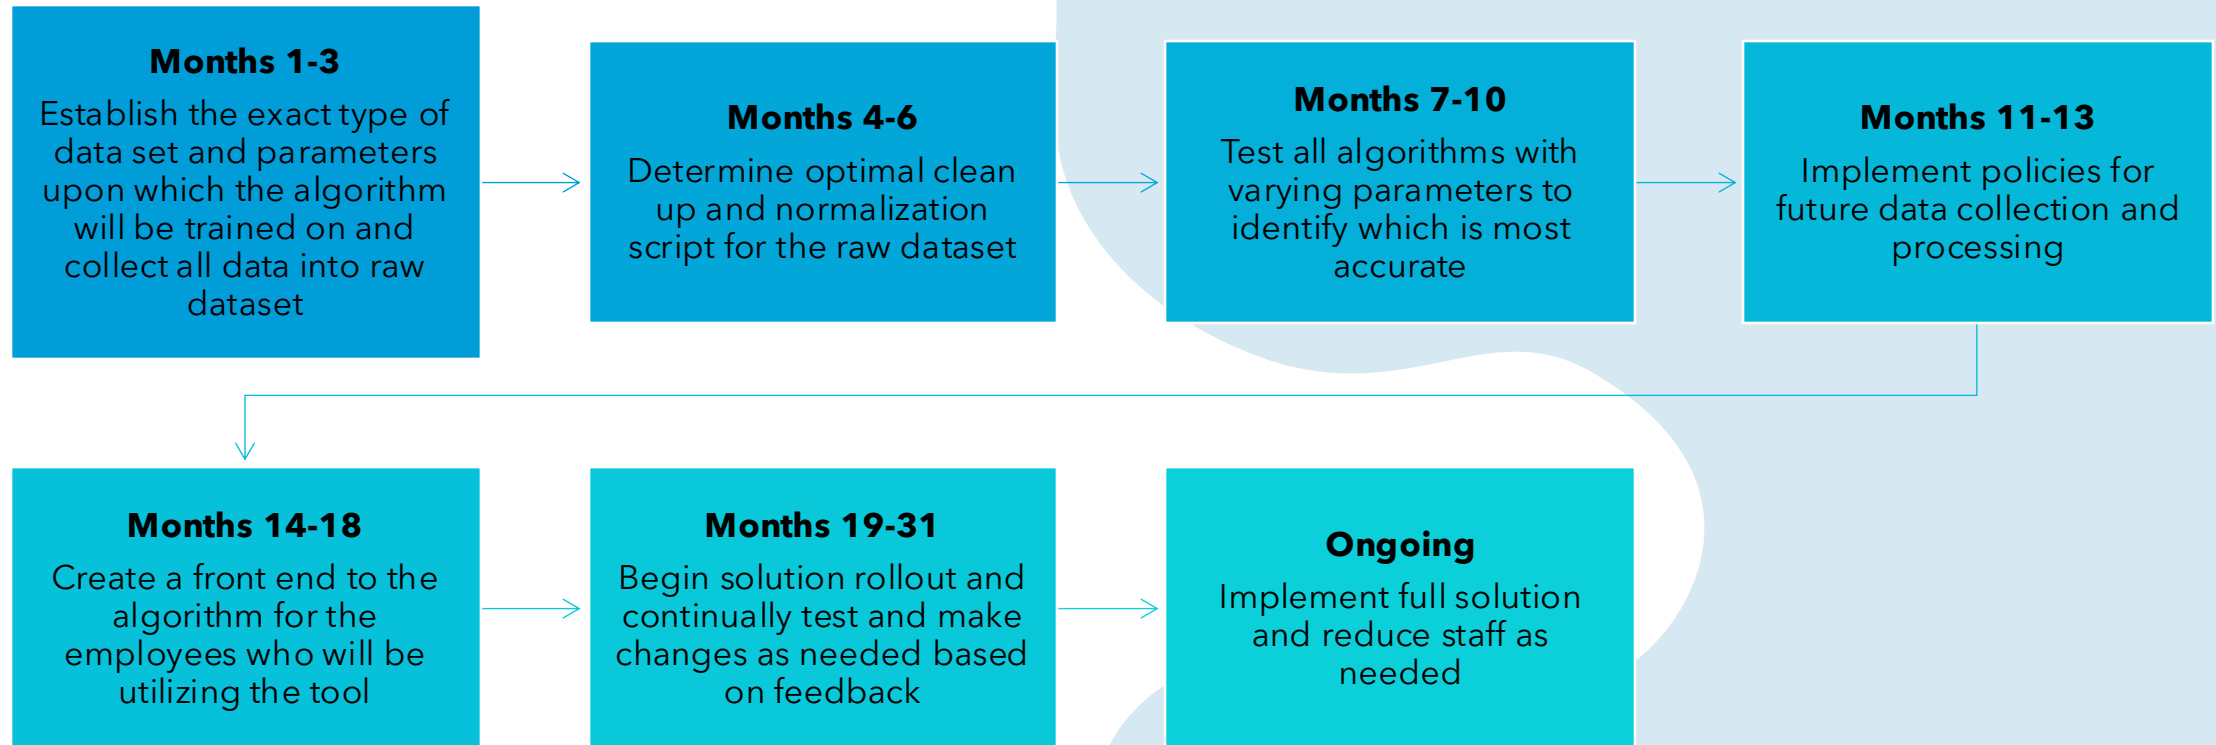 Months 1-3
Establish the exact type of
data set and parameters
upon which the algorithm
will be trained on and
collect all data into raw
dataset
Months 4-6
Determine optimal clean
up and normalization
script for the raw dataset
Months 7-10
Test all algorithms with
varying parameters to
identify which is most
accurate
Months 11-13
Implement policies for
future data collection and
processing
Months 14-18
Create a front end to the
algorithm for the
employees who will be
utilizing the tool
Months 19-31
Begin solution rollout and
continually test and make
changes as needed based
on feedback
Ongoing
Implement full solution
and reduce staff as
needed